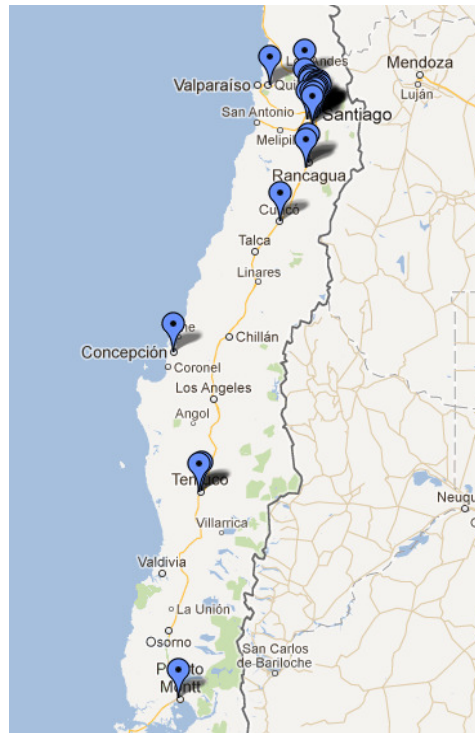 Mendoza
Valparaíso
Luján
San Antonio
Santiago
Rancagua
Talca
Linares
Chillán
Concepción
Coronel
Los Angeles
Angol
Villarrica
Valdivia
La Unión
Osorno
San Carlos
de Bariloche
Montt